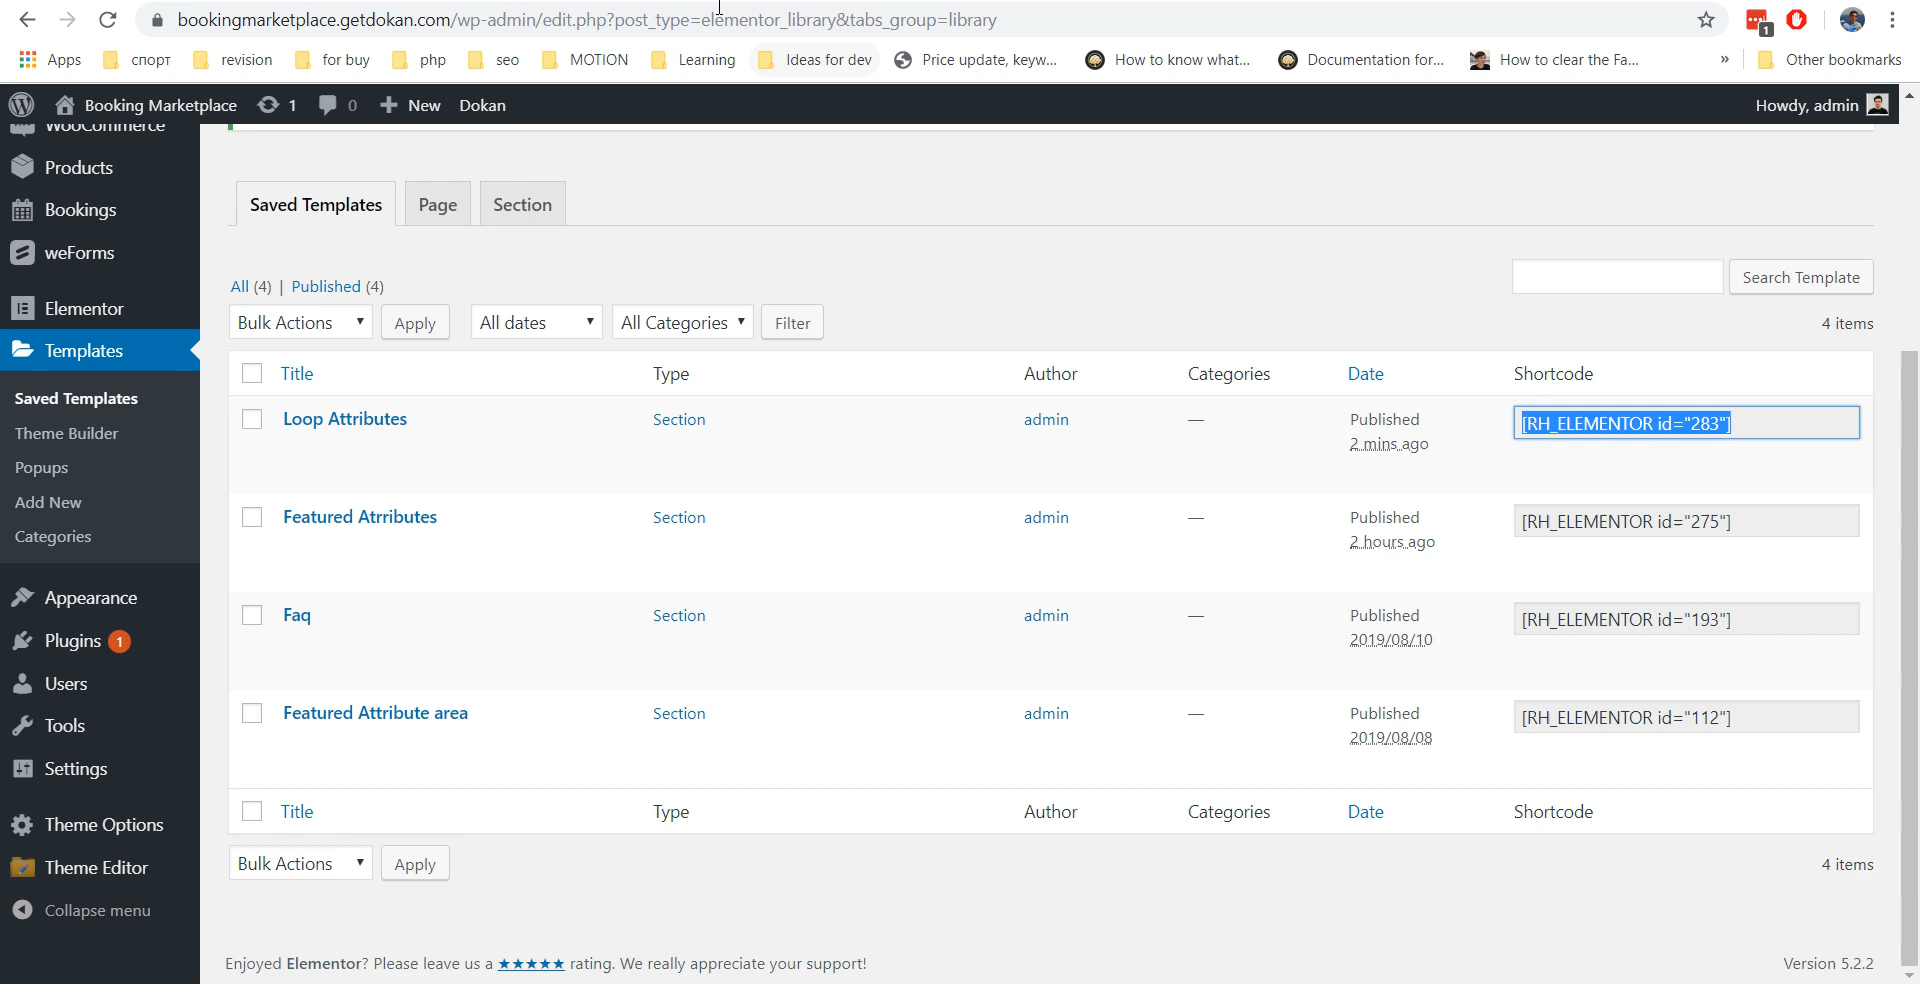 bookingmarketplace.getdokan.com/wp-admin/edit.php?post_type=elementor_library&tabs_group=library
1
Apps
спорт
revision
for buy
php
seo
MOTION
Learning
Ideas for dev
Price update, keyw...
How to know what...
Documentation for...
How to clear the Fa...
»
Other bookmarks
Booking Marketplace
1
0
New
Dokan
Howdy, admin
WooCommerce
Products
Bookings
weForms
Elementor
Templates
Saved Templates
Theme Builder
Popups
Add New
Categories
Appearance
Plugins 1
Users
Tools
Settings
Theme Options
Theme Editor
Collapse menu
Saved Templates
Page
Section
Search Template
All (4) | Published (4)
Bulk Actions
Apply
All dates
All Categories
Filter
4 items
Title Type Author Categories Date Shortcode
Loop Attributes Section admin — Published [RH_ELEMENTOR id="283"]
2 mins ago
Featured Atrributes Section admin — Published [RH_ELEMENTOR id="275"]
2 hours ago
Faq Section admin — Published [RH_ELEMENTOR id="193"]
2019/08/10
Featured Attribute area Section admin — Published [RH_ELEMENTOR id="112"]
2019/08/08
Title Type Author Categories Date Shortcode
Bulk Actions
Apply
4 items
Enjoyed Elementor? Please leave us a ★★★★★ rating. We really appreciate your support!
Version 5.2.2